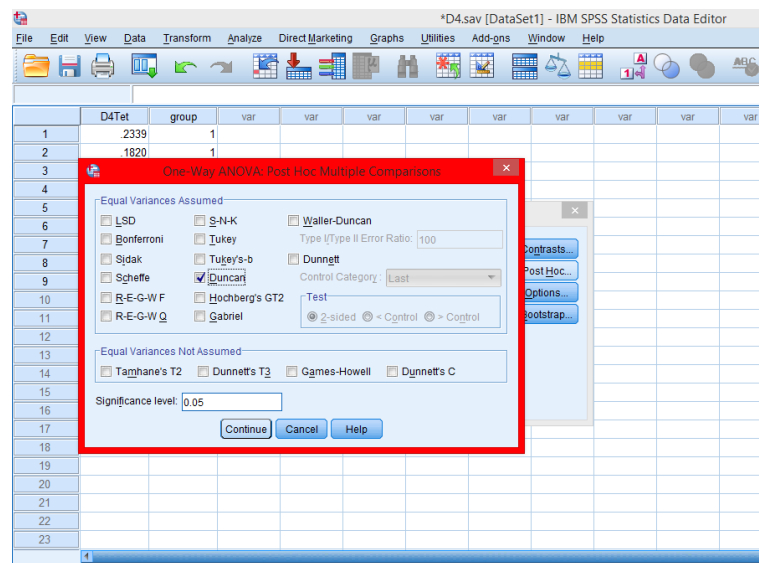 *D4.sav [DataSet1] - IBM SPSS Statistics Data Editor
File Edit View Data Transform Analyze Direct Marketing Graphs Utilities Add-ons Window Help
D4Tet group var var var var var var var var var
1 .2339 1
2 .1820 1
3
4
5
6
7
8
9
10
11
12
13
14
15
16
17
18
19
20
21
22
23
One-Way ANOVA: Post Hoc Multiple Comparisons
Equal Variances Assumed
LSD S-N-K Waller-Duncan
Bonferroni Tukey Type I/Type II Error Ratio: 100
Sidak Tukey's-b Dunnett
Scheffe Duncan Control Category : Last
R-E-G-W F Hochberg's GT2 Test
R-E-G-W Q Gabriel 2-sided < Control > Control
Equal Variances Not Assumed
Tamhane's T2 Dunnett's T3 Games-Howell Dunnett's C
Significance level: 0.05
Continue Cancel Help
Contrasts...
Post Hoc...
Options...
Bootstrap...